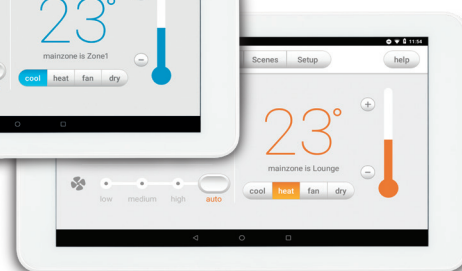 23°
mainzone is Zone1
cool heat fan dry
11:54
Scenes Setup help
23°
mainzone is Lounge
low medium high auto
cool heat fan dry